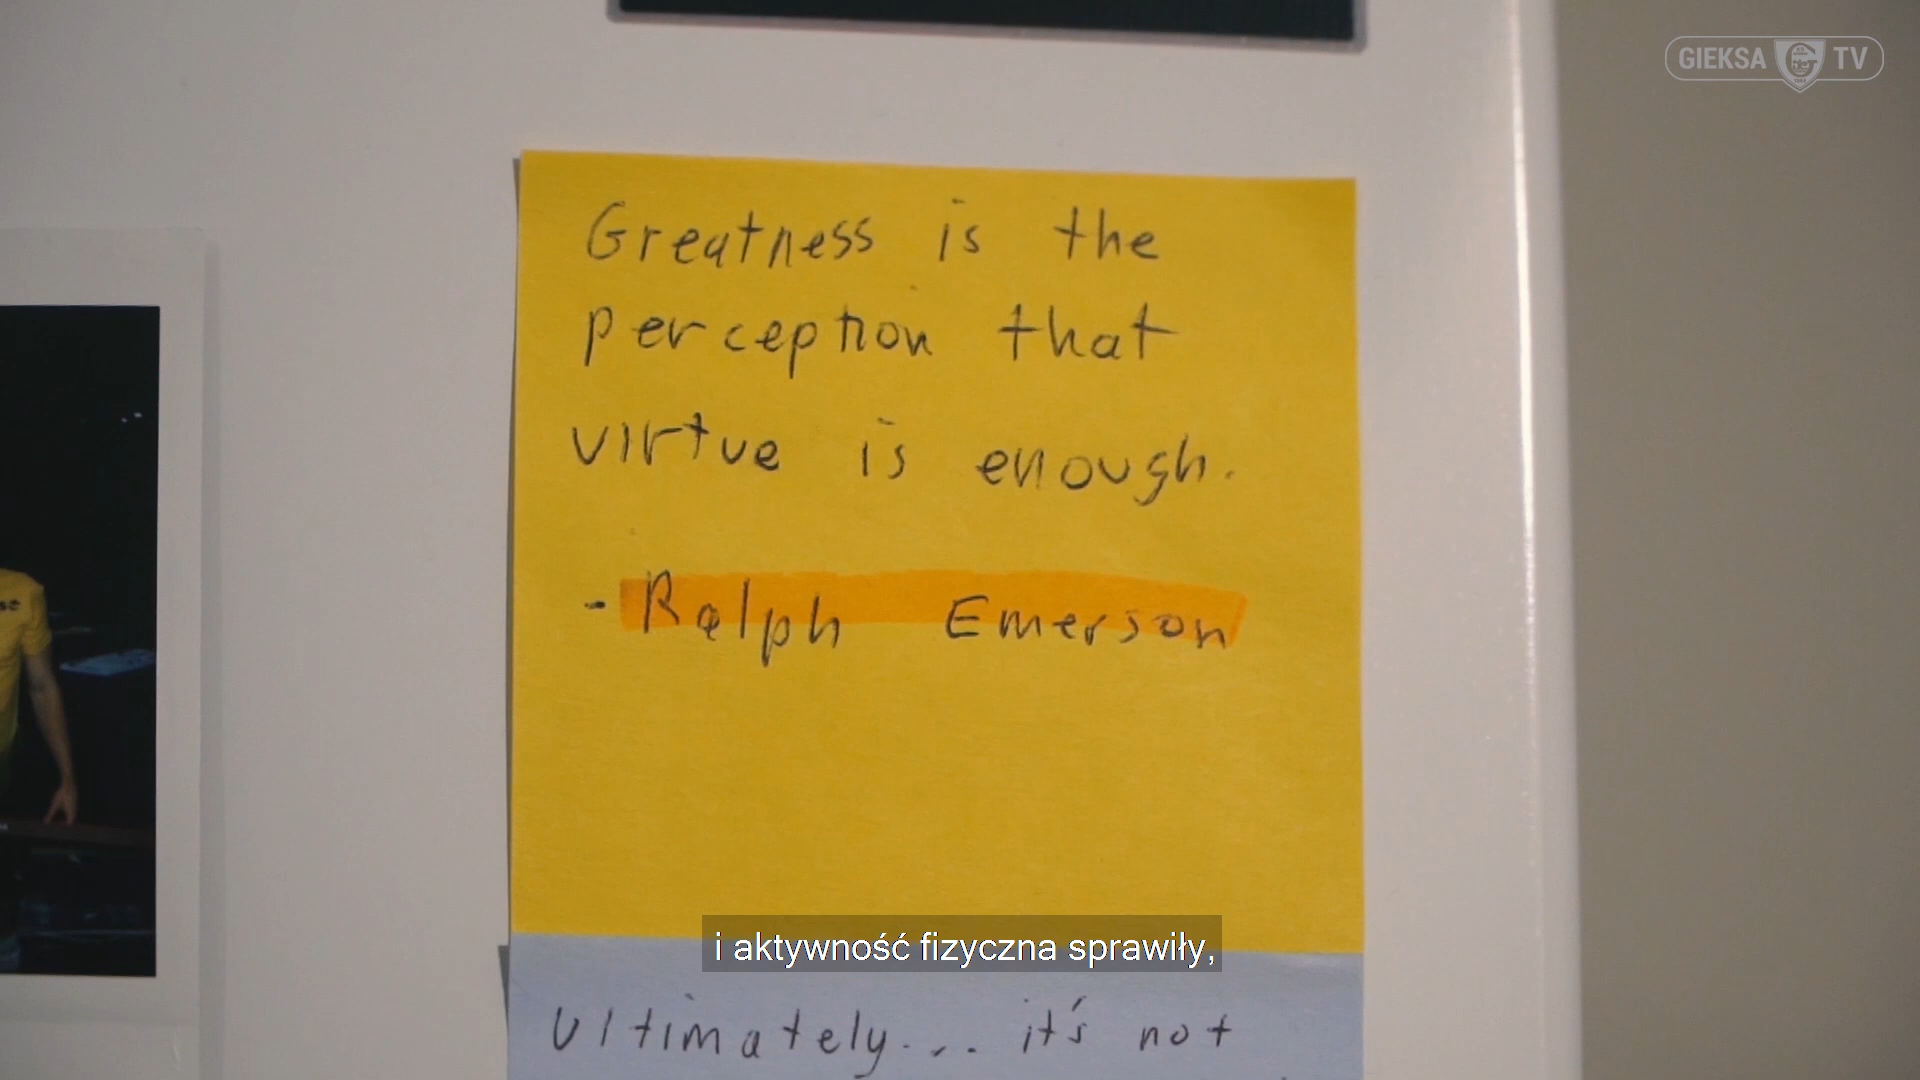 GIEKSA TV
Greatness is the
perception that
virtue is enough.
- Ralph Emerson
i aktywność fizyczna sprawiły,
Ultimately... it's not